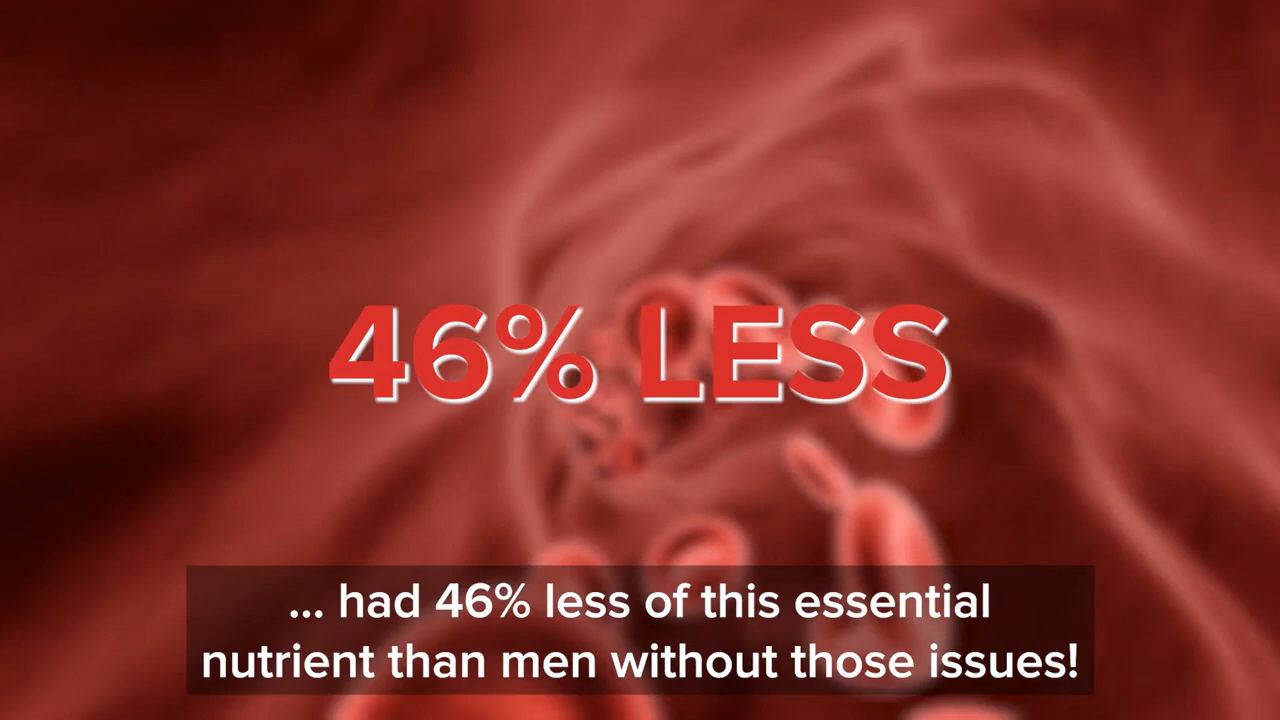 46% LESS
... had 46% less of this essential
nutrient than men without those issues!